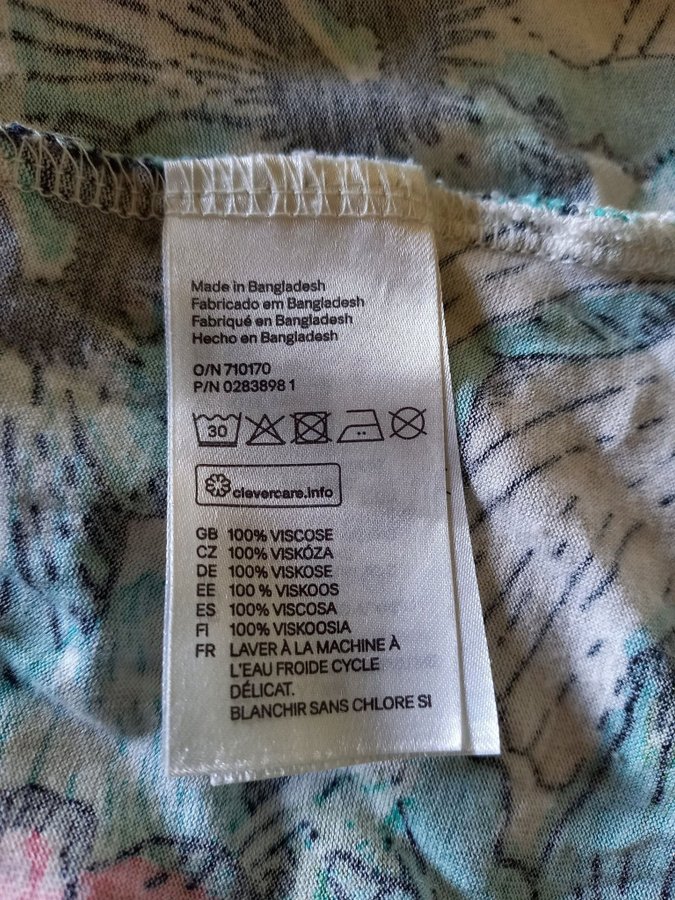 Made in Bangladesh
Fabricado em Bangladesh
Fabriqué en Bangladesh
Hecho en Bangladesh
O/N 710170
P/N 0283898 1
30
clevercare.info
GB 100% VISCOSE
CZ 100% VISKÓZA
DE 100% VISKOSE
EE 100 % VISKOOS
ES 100% VISCOSA
FI 100% VISKOOSIA
FR LAVER À LA MACHINE À
L'EAU FROIDE CYCLE
DÉLICAT.
BLANCHIR SANS CHLORE SI